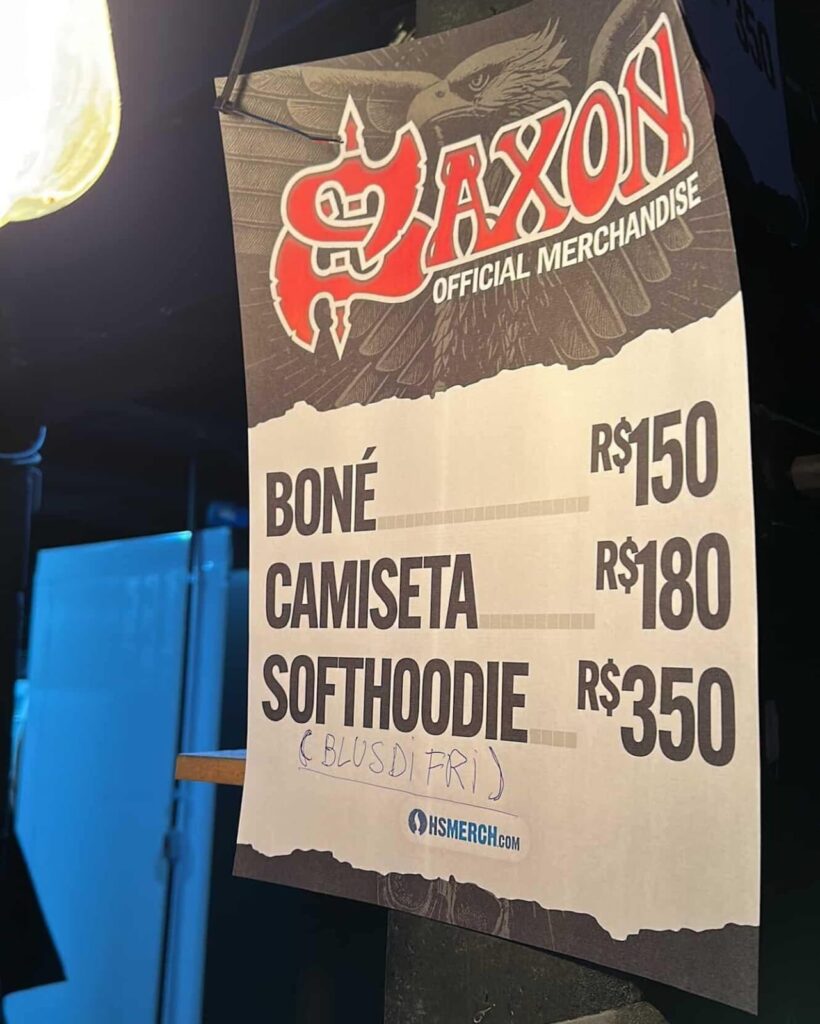 SAXON
OFFICIAL MERCHANDISE
BONÉ R$150
CAMISETA R$180
SOFTHOODIE R$350
(BLUSDiFRi)
HSMERCH.COM